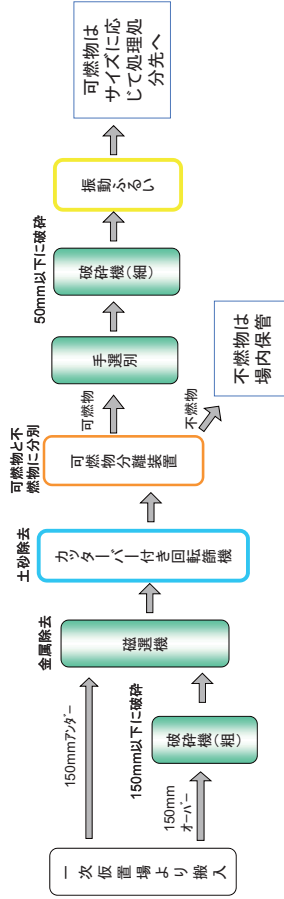 一次仮置場より搬入
150mmアンダー
150mm
オーバー
150mm以下に破砕
破砕機(粗)
金属除去
磁選機
土砂除去
カッターバー付き回転篩機
可燃物と不
燃物に分別
可燃物分離装置
可燃物
不燃物
手選別
50mm以下に破砕
破砕機(細)
振動ふるい
可燃物は
サイズに応
じて処理処
分先へ
不燃物は
場内保管